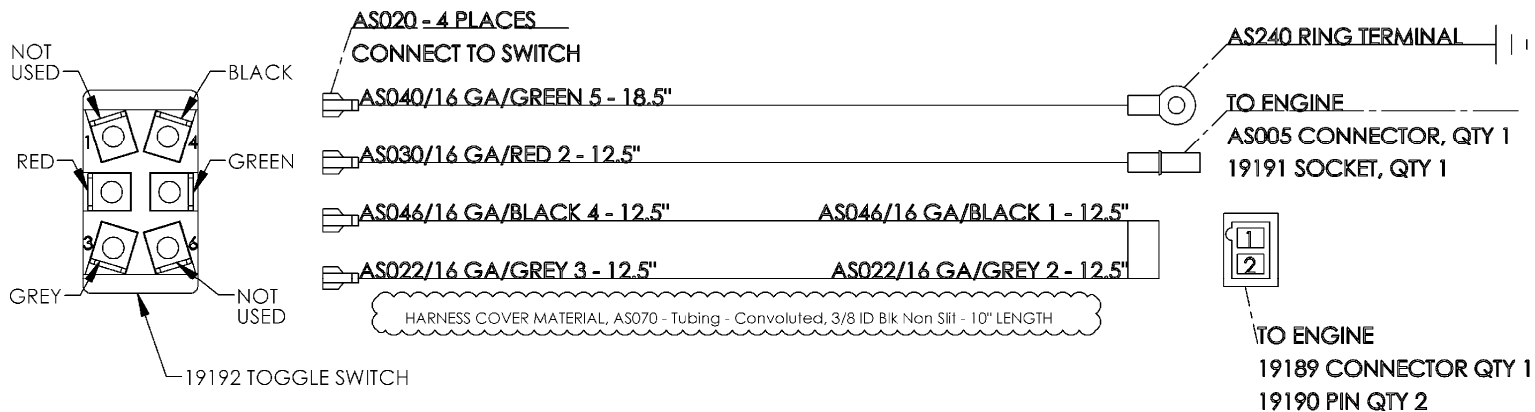 NOT
USED
BLACK
1
4
RED
GREEN
3
6
GREY
NOT
USED
19192 TOGGLE SWITCH
AS020 - 4 PLACES
CONNECT TO SWITCH
AS040/16 GA/GREEN 5 - 18.5"
AS240 RING TERMINAL
AS030/16 GA/RED 2 - 12.5"
TO ENGINE
AS005 CONNECTOR, QTY 1
19191 SOCKET, QTY 1
AS046/16 GA/BLACK 4 - 12.5" AS046/16 GA/BLACK 1 - 12.5"
AS022/16 GA/GREY 3 - 12.5" AS022/16 GA/GREY 2 - 12.5"
HARNESS COVER MATERIAL, AS070 - Tubing - Convoluted, 3/8 ID Blk Non Slit - 10" LENGTH
1
2
TO ENGINE
19189 CONNECTOR QTY 1
19190 PIN QTY 2